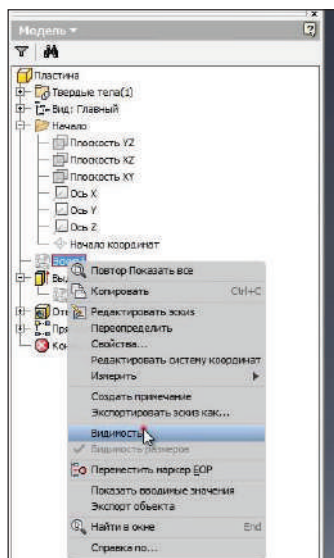 Модель
Пластина
Твердые тела(1)
Вид: Главный
Начало
Плоскость YZ
Плоскость XZ
Плоскость XY
Ось X
Ось Y
Ось Z
Начало координат
Повтор Показать все
Копировать Ctrl+C
Редактировать эскиз
Переопределить
Свойства...
Редактировать систему координат
Измерить
Создать примечание
Экспортировать эскиз как...
Видимость
Видимость размеров
Переместить маркер EOP
Показать вводимые значения
Экспорт объекта
Найти в окне End
Справка по...